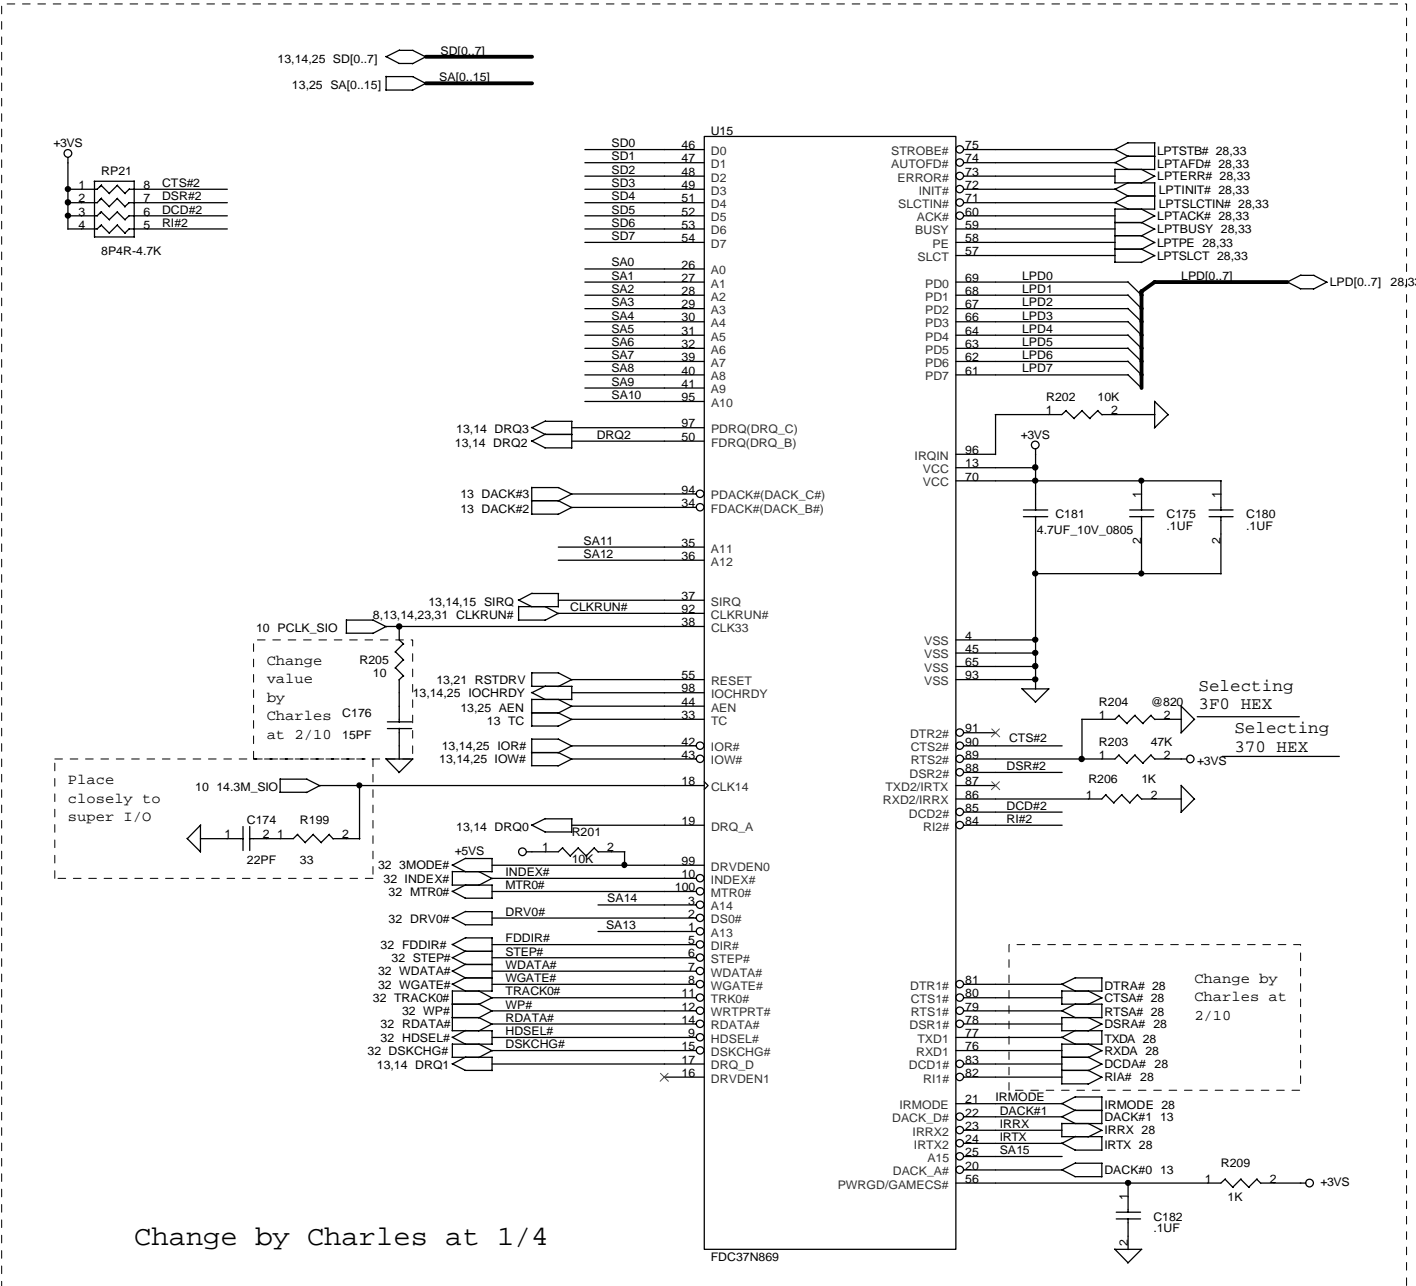 13,14,25 SD[0..7] SD[0..7]
13,25 SA[0..15] SA[0..15]
+3VS
RP21
1 8 CTS#2
2 7 DSR#2
3 6 DCD#2
4 5 RI#2
8P4R-4.7K
U15
SD0 46 D0
SD1 47 D1
SD2 48 D2
SD3 49 D3
SD4 51 D4
SD5 52 D5
SD6 53 D6
SD7 54 D7
SA0 26 A0
SA1 27 A1
SA2 28 A2
SA3 29 A3
SA4 30 A4
SA5 31 A5
SA6 32 A6
SA7 39 A7
SA8 40 A8
SA9 41 A9
SA10 95 A10
13,14 DRQ3 97 PDRQ(DRQ_C)
13,14 DRQ2 DRQ2 50 FDRQ(DRQ_B)
13 DACK#3 94 PDACK#(DACK_C#)
13 DACK#2 34 FDACK#(DACK_B#)
SA11 35 A11
SA12 36 A12
13,14,15 SIRQ 37 SIRQ
8,13,14,23,31 CLKRUN# CLKRUN# 92 CLKRUN#
10 PCLK_SIO 38 CLK33
Change
value
by
Charles
at 2/10
R205
10
C176
15PF
13,21 RSTDRV 55 RESET
13,14,25 IOCHRDY 98 IOCHRDY
13,25 AEN 44 AEN
13 TC 33 TC
13,14,25 IOR# 42 IOR#
13,14,25 IOW# 43 IOW#
Place
closely to
super I/O
10 14.3M_SIO 18 CLK14
C174 R199
1 2 1 2
22PF 33
13,14 DRQ0 19 DRQ_A
+5VS 1 R201 2
10K
32 3MODE# 99 DRVDEN0
32 INDEX# INDEX# 10 INDEX#
32 MTR0# MTR0# 100 MTR0#
SA14 3 A14
32 DRV0# DRV0# 2 DS0#
SA13 1 A13
32 FDDIR# FDDIR# 5 DIR#
32 STEP# STEP# 6 STEP#
32 WDATA# WDATA# 7 WDATA#
32 WGATE# WGATE# 8 WGATE#
32 TRACK0# TRACK0# 11 TRK0#
32 WP# WP# 12 WRTPRT#
32 RDATA# RDATA# 14 RDATA#
32 HDSEL# HDSEL# 9 HDSEL#
32 DSKCHG# DSKCHG# 15 DSKCHG#
13,14 DRQ1 17 DRQ_D
16 DRVDEN1
STROBE# 75 LPTSTB# 28,33
AUTOFD# 74 LPTAFD# 28,33
ERROR# 73 LPTERR# 28,33
INIT# 72 LPTINIT# 28,33
SLCTIN# 71 LPTSLCTIN# 28,33
ACK# 60 LPTACK# 28,33
BUSY 59 LPTBUSY 28,33
PE 58 LPTPE 28,33
SLCT 57 LPTSLCT 28,33
PD0 69 LPD0 LPD[0..7] LPD[0..7] 28,33
PD1 68 LPD1
PD2 67 LPD2
PD3 66 LPD3
PD4 64 LPD4
PD5 63 LPD5
PD6 62 LPD6
PD7 61 LPD7
R202 10K
1 2
+3VS
IRQIN 96
VCC 13
VCC 70
C181
4.7UF_10V_0805
1 C175 2
.1UF
1 C180 2
.1UF
VSS 4
VSS 45
VSS 65
VSS 93
R204 @820
1 2
Selecting
3F0 HEX
Selecting
370 HEX
DTR2# 91
CTS2# 90 CTS#2
RTS2# 89
R203 47K
1 2 +3VS
DSR2# 88 DSR#2
TXD2/IRTX 87
RXD2/IRRX 86
R206 1K
1 2
DCD2# 85 DCD#2
RI2# 84 RI#2
Change by
Charles at
2/10
DTR1# 81 DTRA# 28
CTS1# 80 CTSA# 28
RTS1# 79 RTSA# 28
DSR1# 78 DSRA# 28
TXD1 77 TXDA 28
RXD1 76 RXDA 28
DCD1# 83 DCDA# 28
RI1# 82 RIA# 28
IRMODE 21 IRMODE IRMODE 28
DACK_D# 22 DACK#1 DACK#1 13
IRRX2 23 IRRX IRRX 28
IRTX2 24 IRTX IRTX 28
A15 25 SA15
DACK_A# 20 DACK#0 13
PWRGD/GAMECS# 56
R209
1 2 +3VS
1K
1 C182 2
.1UF
Change by Charles at 1/4
FDC37N869